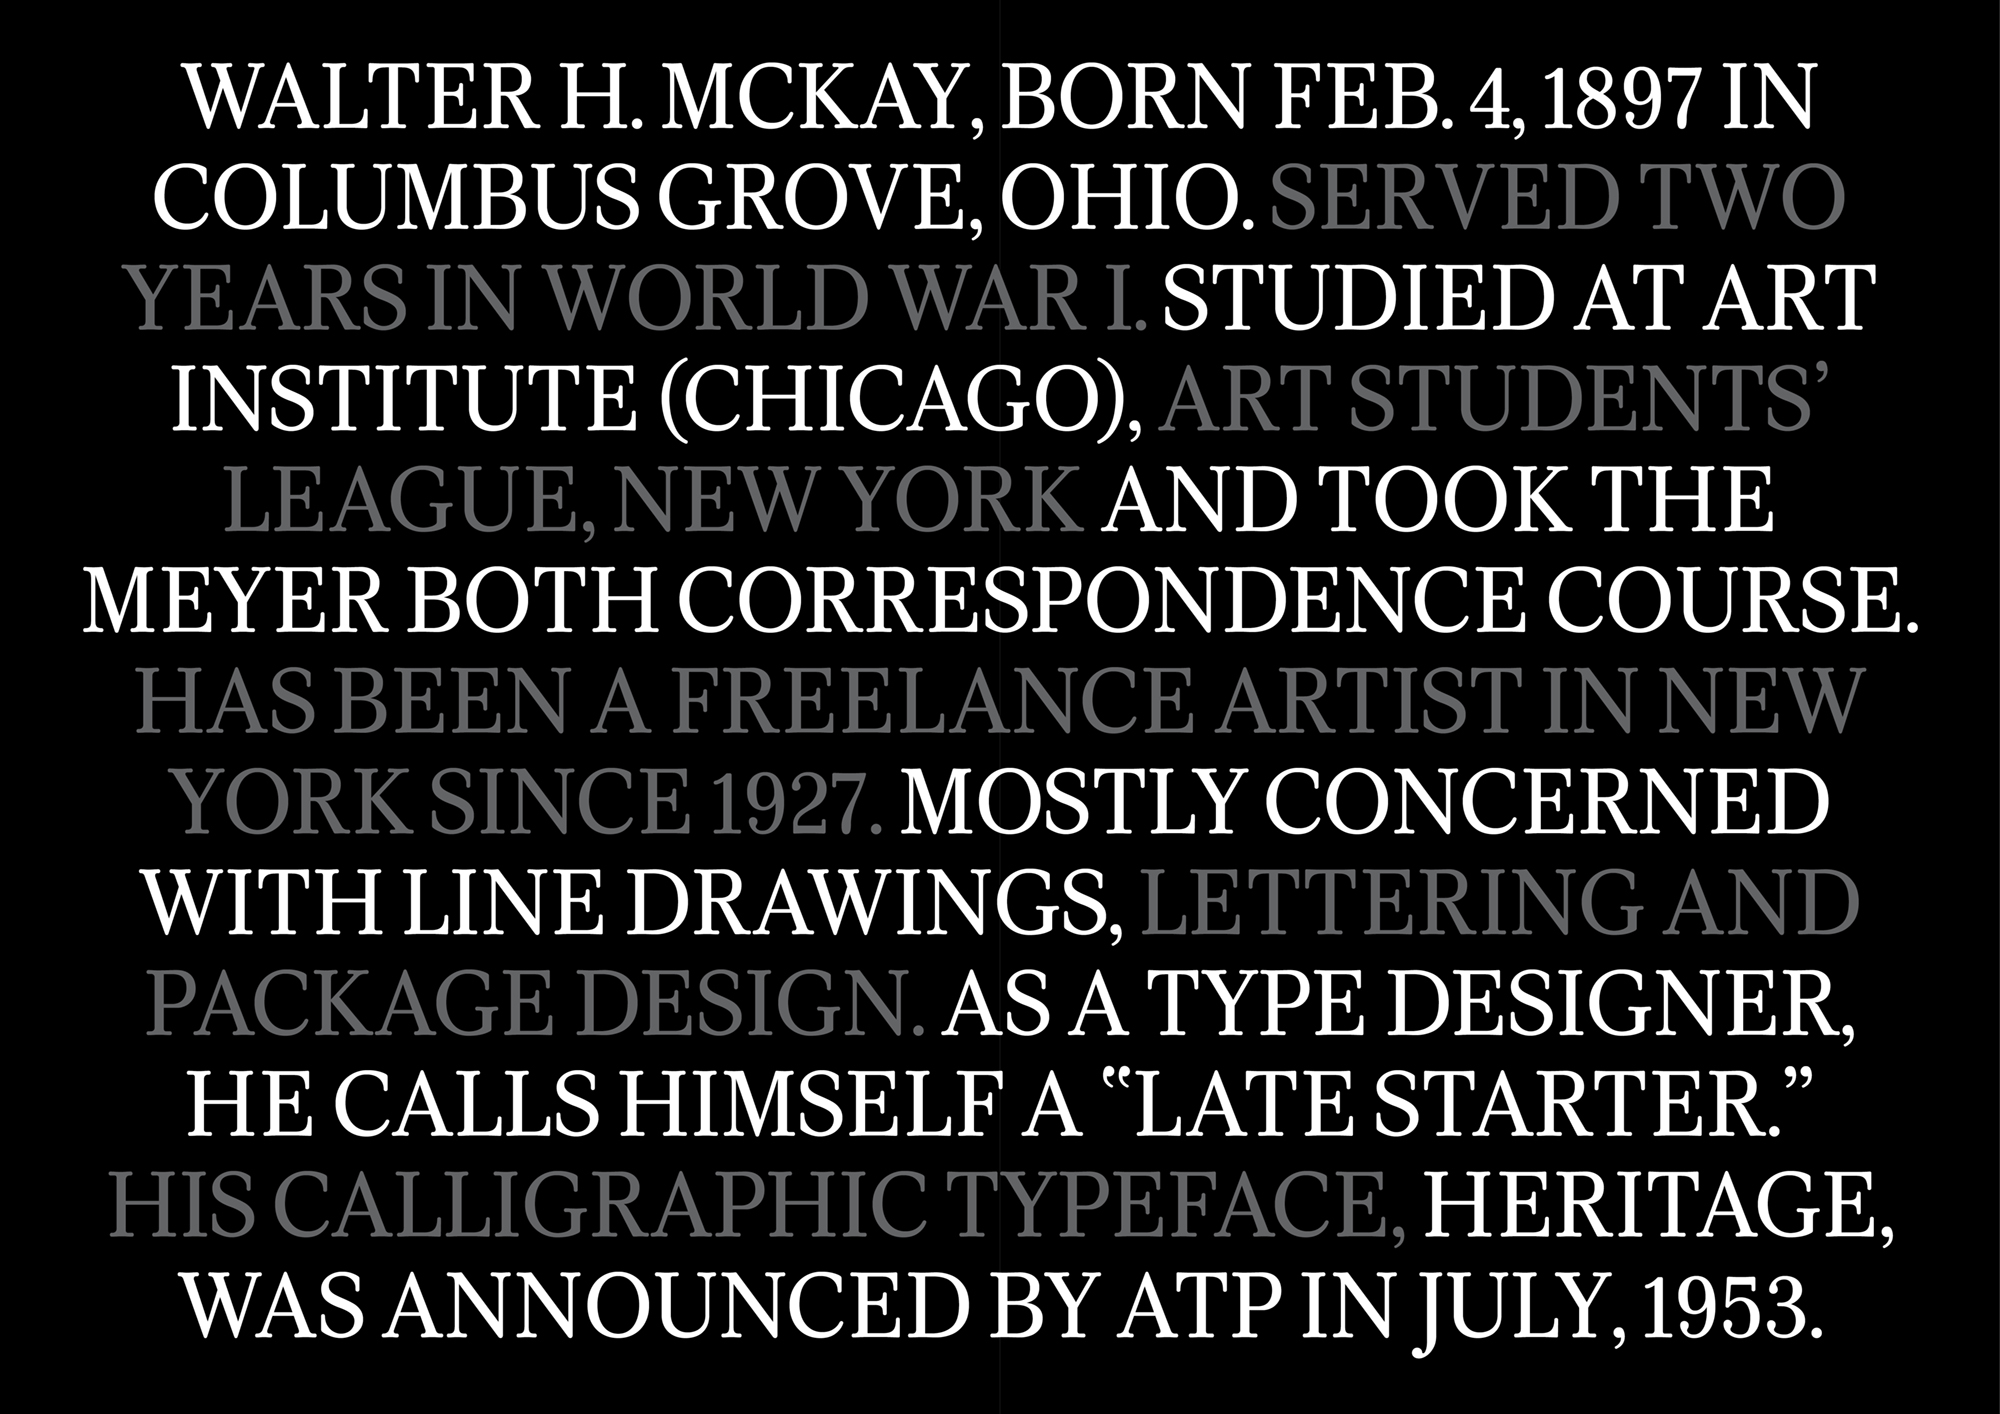 WALTER H. MCKAY, BORN FEB. 4, 1897 IN
COLUMBUS GROVE, OHIO. SERVED TWO
YEARS IN WORLD WAR I. STUDIED AT ART
INSTITUTE (CHICAGO), ART STUDENTS’
LEAGUE, NEW YORK AND TOOK THE
MEYER BOTH CORRESPONDENCE COURSE.
HAS BEEN A FREELANCE ARTIST IN NEW
YORK SINCE 1927. MOSTLY CONCERNED
WITH LINE DRAWINGS, LETTERING AND
PACKAGE DESIGN. AS A TYPE DESIGNER,
HE CALLS HIMSELF A “LATE STARTER.”
HIS CALLIGRAPHIC TYPEFACE, HERITAGE,
WAS ANNOUNCED BY ATP IN JULY, 1953.